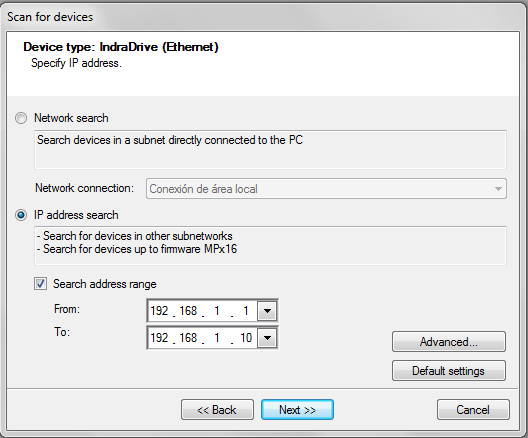 Scan for devices
Device type: IndraDrive (Ethernet)
Specify IP address.
Network search
Search devices in a subnet directly connected to the PC
Network connection: Conexión de área local
IP address search
- Search for devices in other subnetworks
- Search for devices up to firmware MPx16
Search address range
From: 192 . 168 . 1 . 1
To: 192 . 168 . 1 . 10
Advanced...
Default settings
<< Back Next >> Cancel